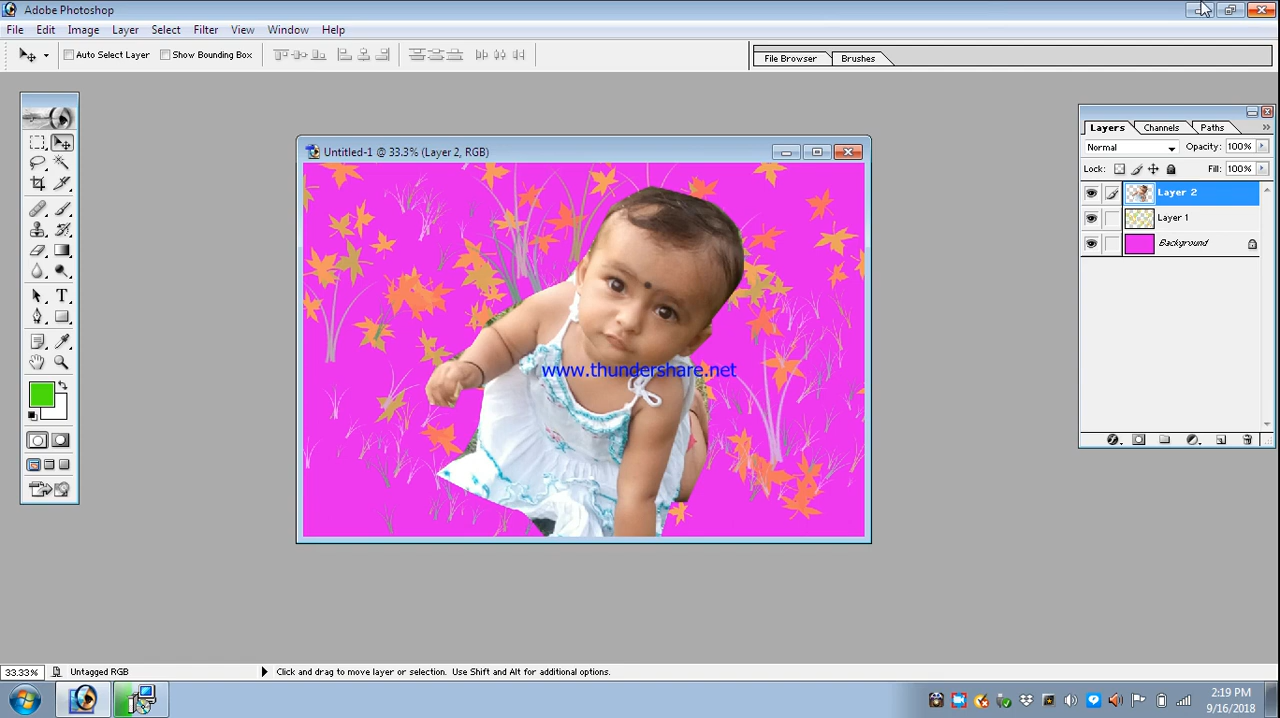 Adobe Photoshop
File Edit Image Layer Select Filter View Window Help
Auto Select Layer Show Bounding Box File Browser Brushes
Untitled-1 @ 33.3% (Layer 2, RGB)
www.thundershare.net
Layers Channels Paths
Normal Opacity: 100%
Lock: Fill: 100%
Layer 2
Layer 1
Background
T
33.33% Untagged RGB Click and drag to move layer or selection. Use Shift and Alt for additional options.
2:19 PM
9/16/2018